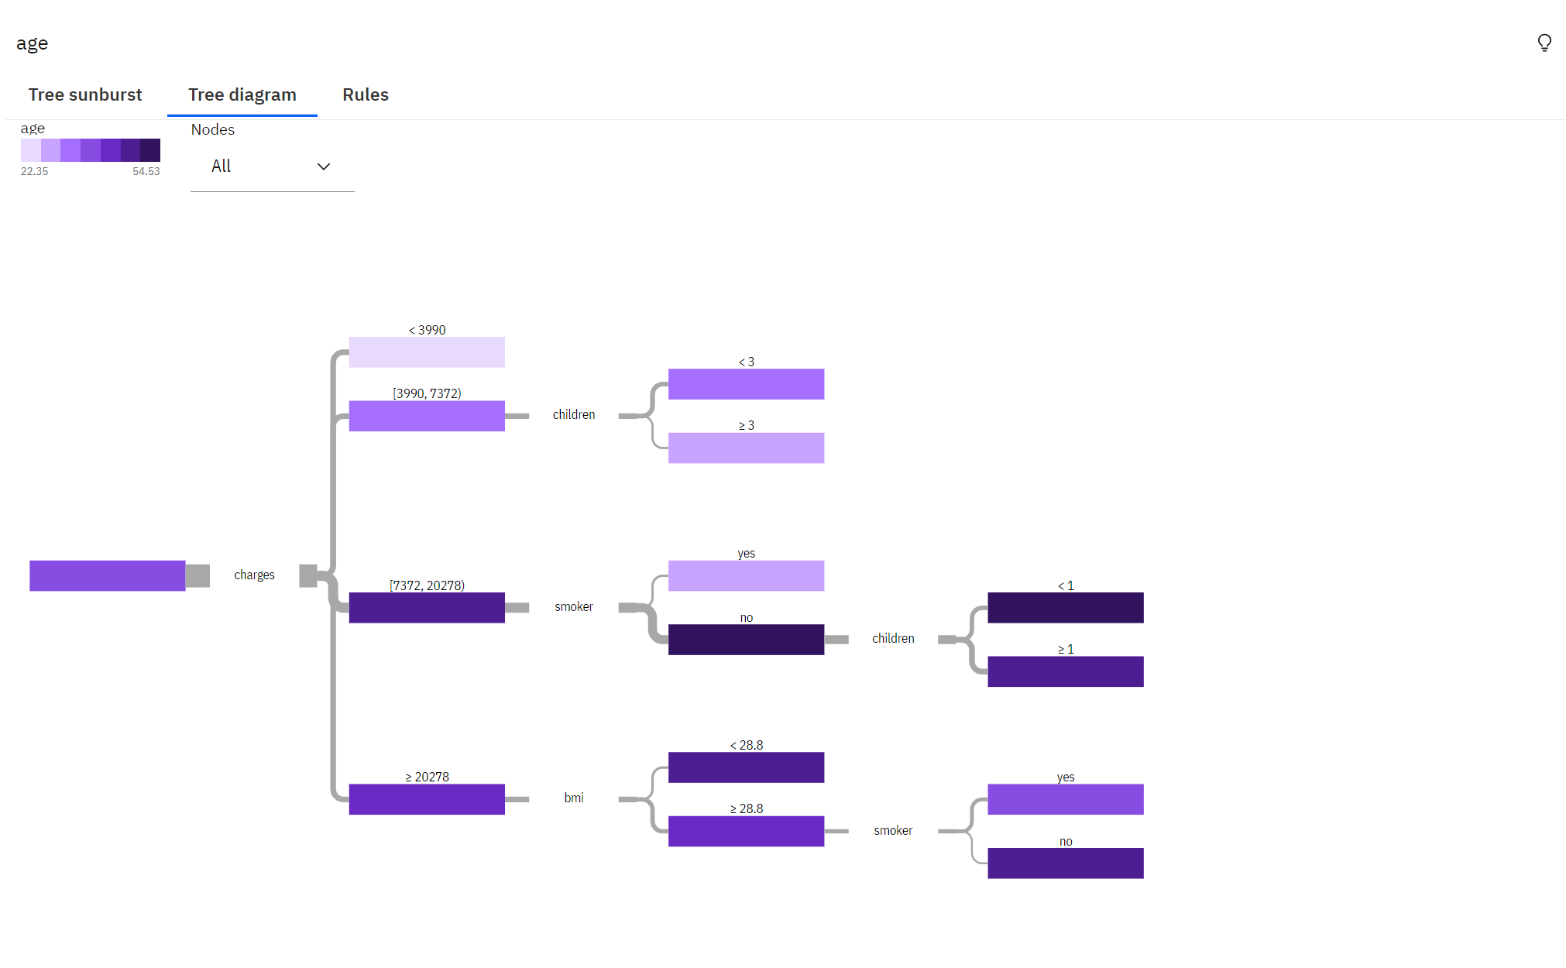 age
Tree sunburst
Tree diagram
Rules
age
Nodes
22.35
54.53
All
< 3990
[3990, 7372)
children
< 3
≥ 3
charges
[7372, 20278)
smoker
yes
no
children
< 1
≥ 1
≥ 20278
bmi
< 28.8
≥ 28.8
smoker
yes
no